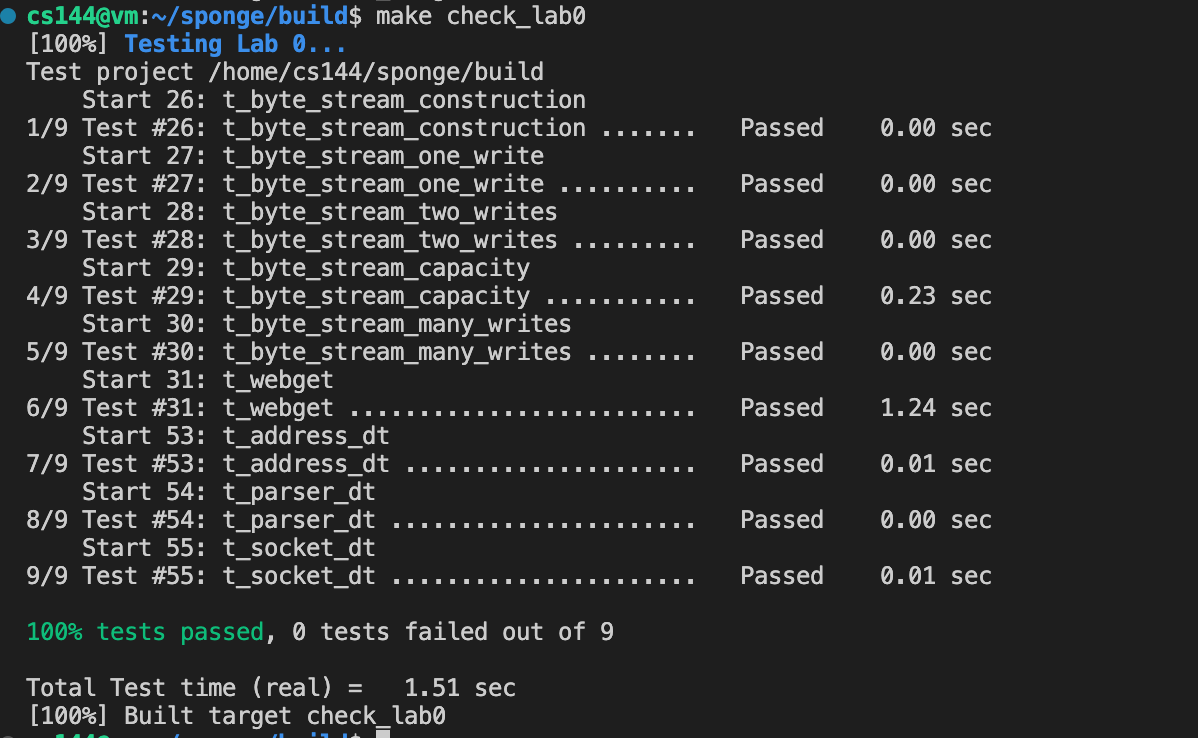 cs144@vm:~/sponge/build$ make check_lab0
[100%] Testing Lab 0...
Test project /home/cs144/sponge/build
    Start 26: t_byte_stream_construction
1/9 Test #26: t_byte_stream_construction .......   Passed    0.00 sec
    Start 27: t_byte_stream_one_write
2/9 Test #27: t_byte_stream_one_write ..........   Passed    0.00 sec
    Start 28: t_byte_stream_two_writes
3/9 Test #28: t_byte_stream_two_writes .........   Passed    0.00 sec
    Start 29: t_byte_stream_capacity
4/9 Test #29: t_byte_stream_capacity ...........   Passed    0.23 sec
    Start 30: t_byte_stream_many_writes
5/9 Test #30: t_byte_stream_many_writes ........   Passed    0.00 sec
    Start 31: t_webget
6/9 Test #31: t_webget .........................   Passed    1.24 sec
    Start 53: t_address_dt
7/9 Test #53: t_address_dt .....................   Passed    0.01 sec
    Start 54: t_parser_dt
8/9 Test #54: t_parser_dt ......................   Passed    0.00 sec
    Start 55: t_socket_dt
9/9 Test #55: t_socket_dt ......................   Passed    0.01 sec
100% tests passed, 0 tests failed out of 9
Total Test time (real) =   1.51 sec
[100%] Built target check_lab0